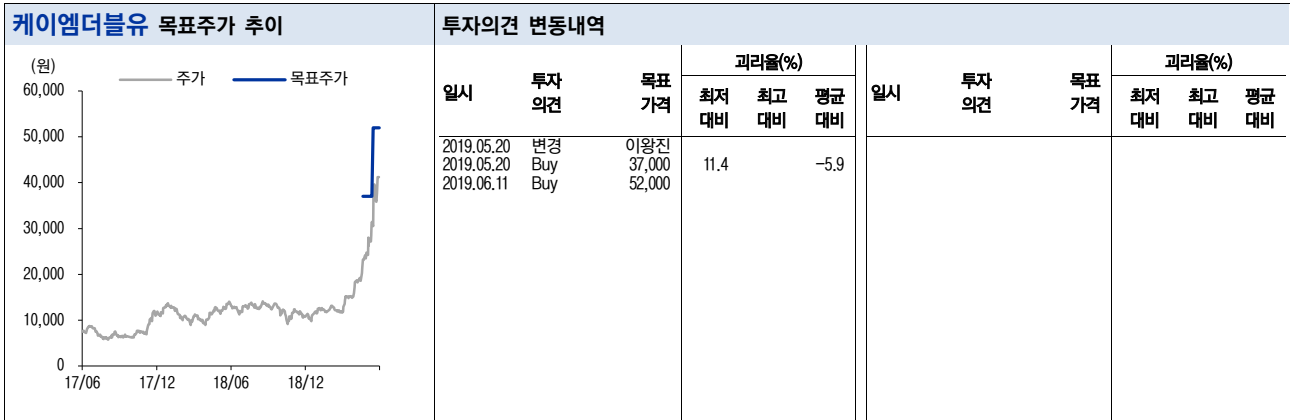 케이엠더블유 목표주가 추이
(원)
주가 목표주가
60,000
50,000
40,000
30,000
20,000
10,000
0
17/06 17/12 18/06 18/12
투자의견 변동내역
일시 투자의견 목표가격 괴리율(%) 최저대비 최고대비 평균대비 일시 투자의견 목표가격 괴리율(%) 최저대비 최고대비 평균대비
2019.05.20 변경 이왕진
2019.05.20 Buy 37,000 11.4 -5.9
2019.06.11 Buy 52,000